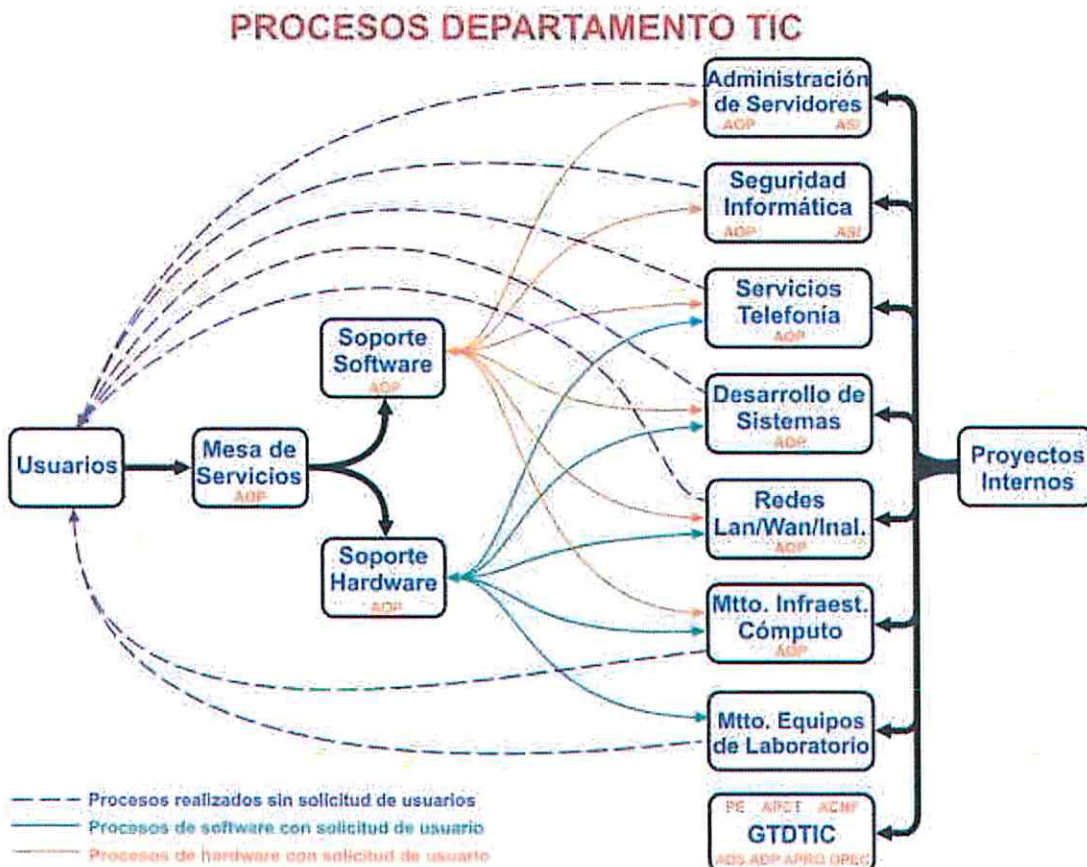 PROCESOS DEPARTAMENTO TIC
Administración
de Servidores
AOP ASI
Seguridad
Informática
AOP ASI
Servicios
Telefonía
AOP
Soporte
Software
AOP
Desarrollo de
Sistemas
AOP
Usuarios
Mesa de
Servicios
AOP
Proyectos
Internos
Redes
Lan/Wan/Inal.
AOP
Soporte
Hardware
AOP
Mtto. Infraest.
Cómputo
AOP
Mtto. Equipos
de Laboratorio
Procesos realizados sin solicitud de usuarios
Procesos de software con solicitud de usuario
Procesos de hardware con solicitud de usuario
PE APCT ACNF
GTDTIC
ADS ADP APRO OPEC